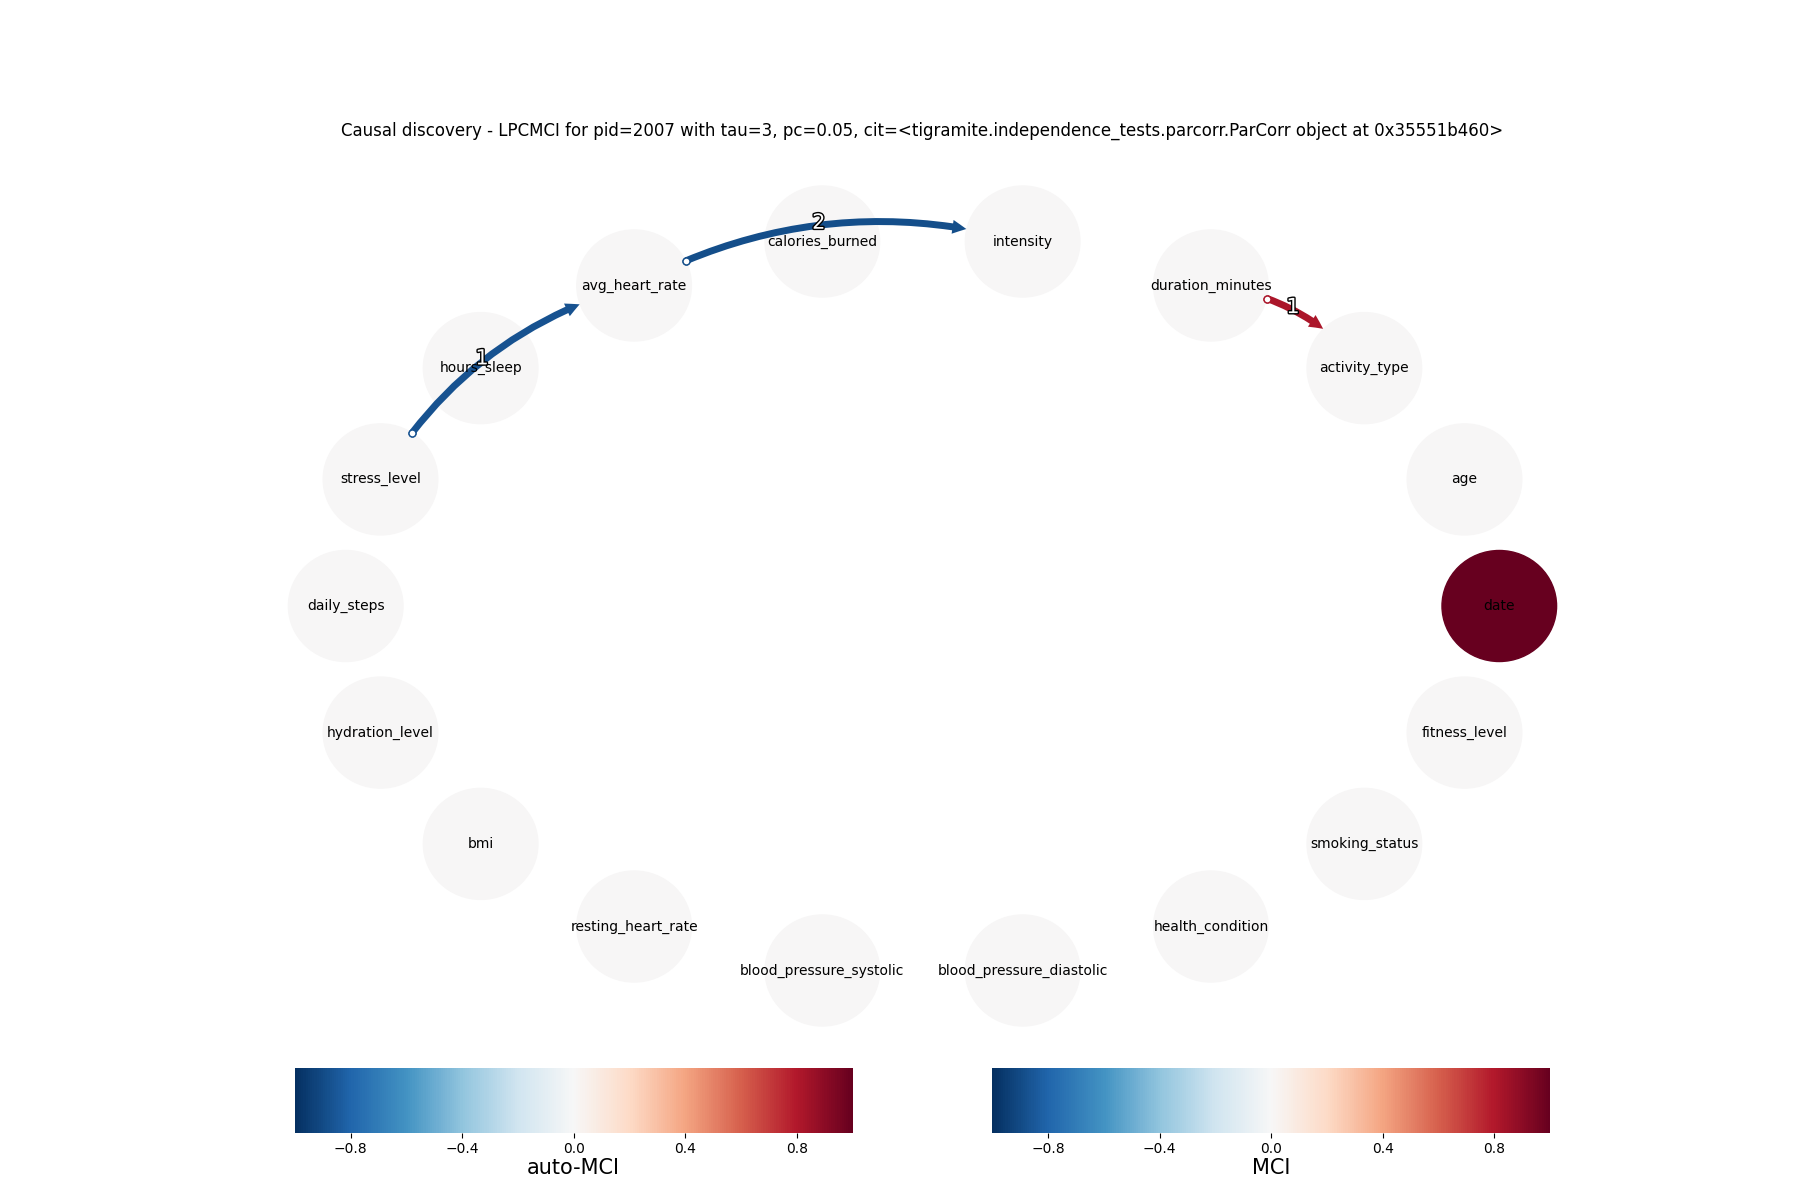 Causal discovery - LPCMCI for pid=2007 with tau=3, pc=0.05, cit=<tigramite.independence_tests.parcorr.ParCorr object at 0x35551b460>
2
calories_burned
intensity
avg_heart_rate
duration_minutes
1
1
hours_sleep
activity_type
stress_level
age
daily_steps
date
hydration_level
fitness_level
bmi
smoking_status
resting_heart_rate
health_condition
blood_pressure_systolic
blood_pressure_diastolic
−0.8 −0.4 0.0 0.4 0.8
auto-MCI
−0.8 −0.4 0.0 0.4 0.8
MCI